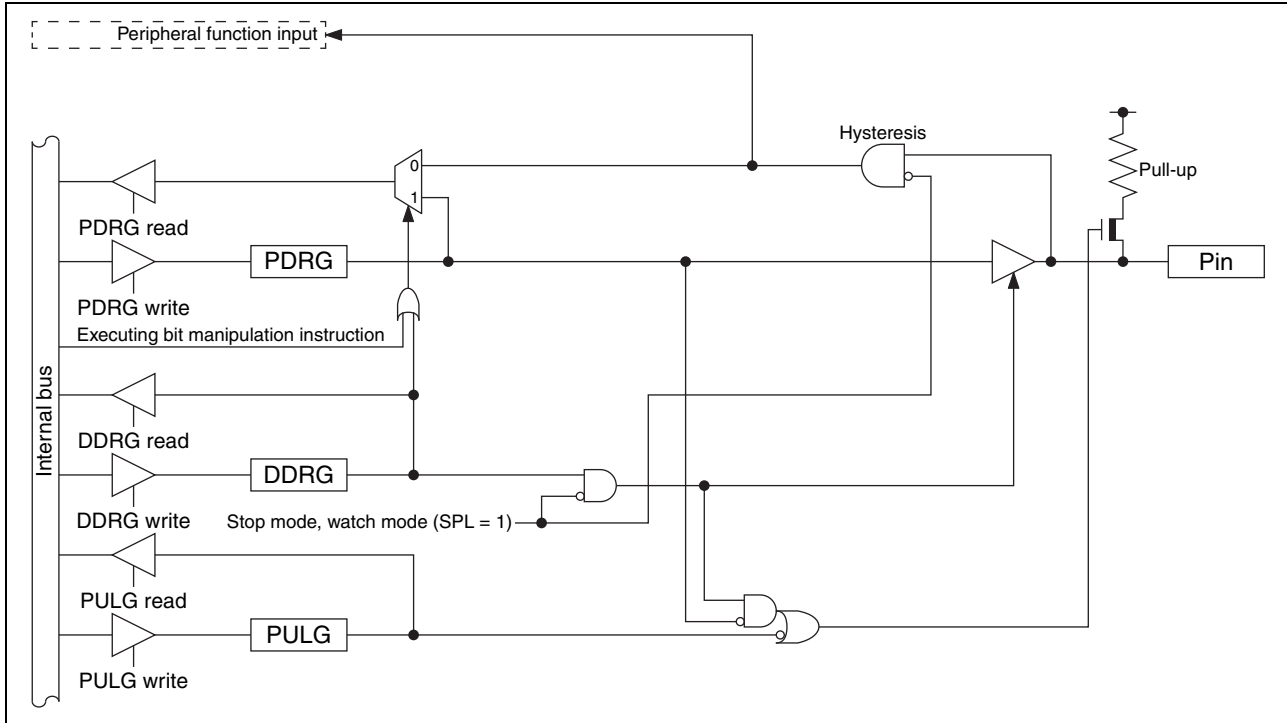 Peripheral function input
Hysteresis
0
Pull-up
1
PDRG read
PDRG
Pin
PDRG write
Executing bit manipulation instruction
Internal bus
DDRG read
DDRG
DDRG write
Stop mode, watch mode (SPL = 1)
PULG read
PULG
PULG write